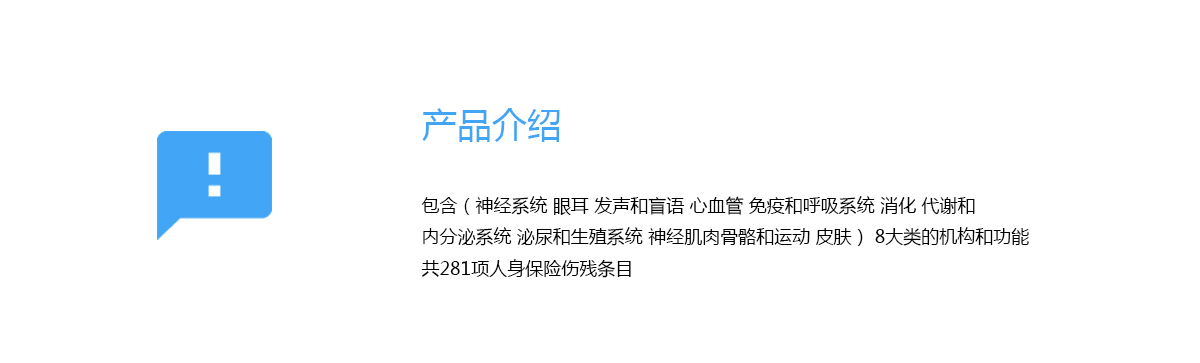 产品介绍
包含（神经系统 眼耳 发声和盲语 心血管 免疫和呼吸系统 消化 代谢和
内分泌系统 泌尿和生殖系统 神经肌肉骨骼和运动 皮肤） 8大类的机构和功能
共281项人身保险伤残条目